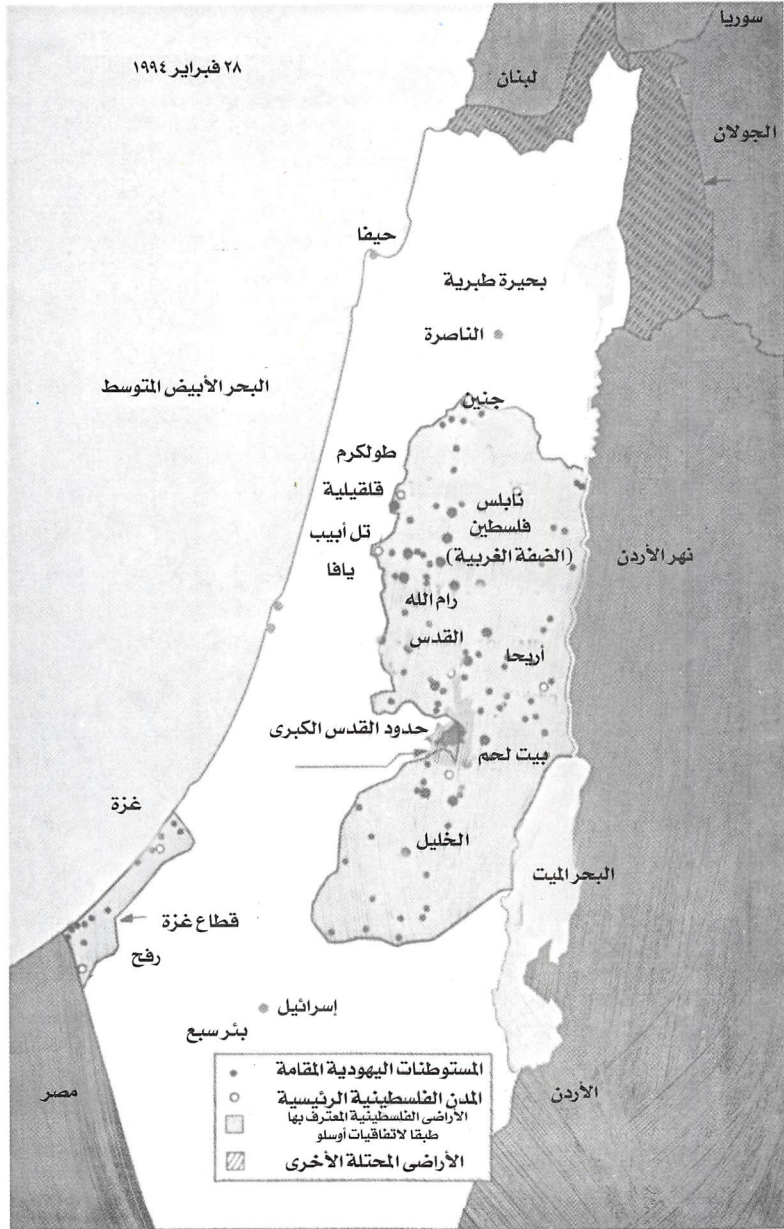 سوريا
٢٨ فبراير ١٩٩٤
لبنان
الجولان
حيفا
بحيرة طبرية
الناصرة
البحر الأبيض المتوسط
جنين
طولكرم
قلقيلية
نابلس
فلسطين
تل أبيب
(الضفة الغربية)
نهر الأردن
يافا
رام الله
القدس
أريحا
حدود القدس الكبرى
بيت لحم
غزة
الخليل
البحر الميت
قطاع غزة
رفح
إسرائيل
بئر سبع
مصر
الأردن
المستوطنات اليهودية المقامة
المدن الفلسطينية الرئيسية
الأراضى الفلسطينية المعترف بها
طبقا لاتفاقيات أوسلو
الأراضى المحتلة الأخرى